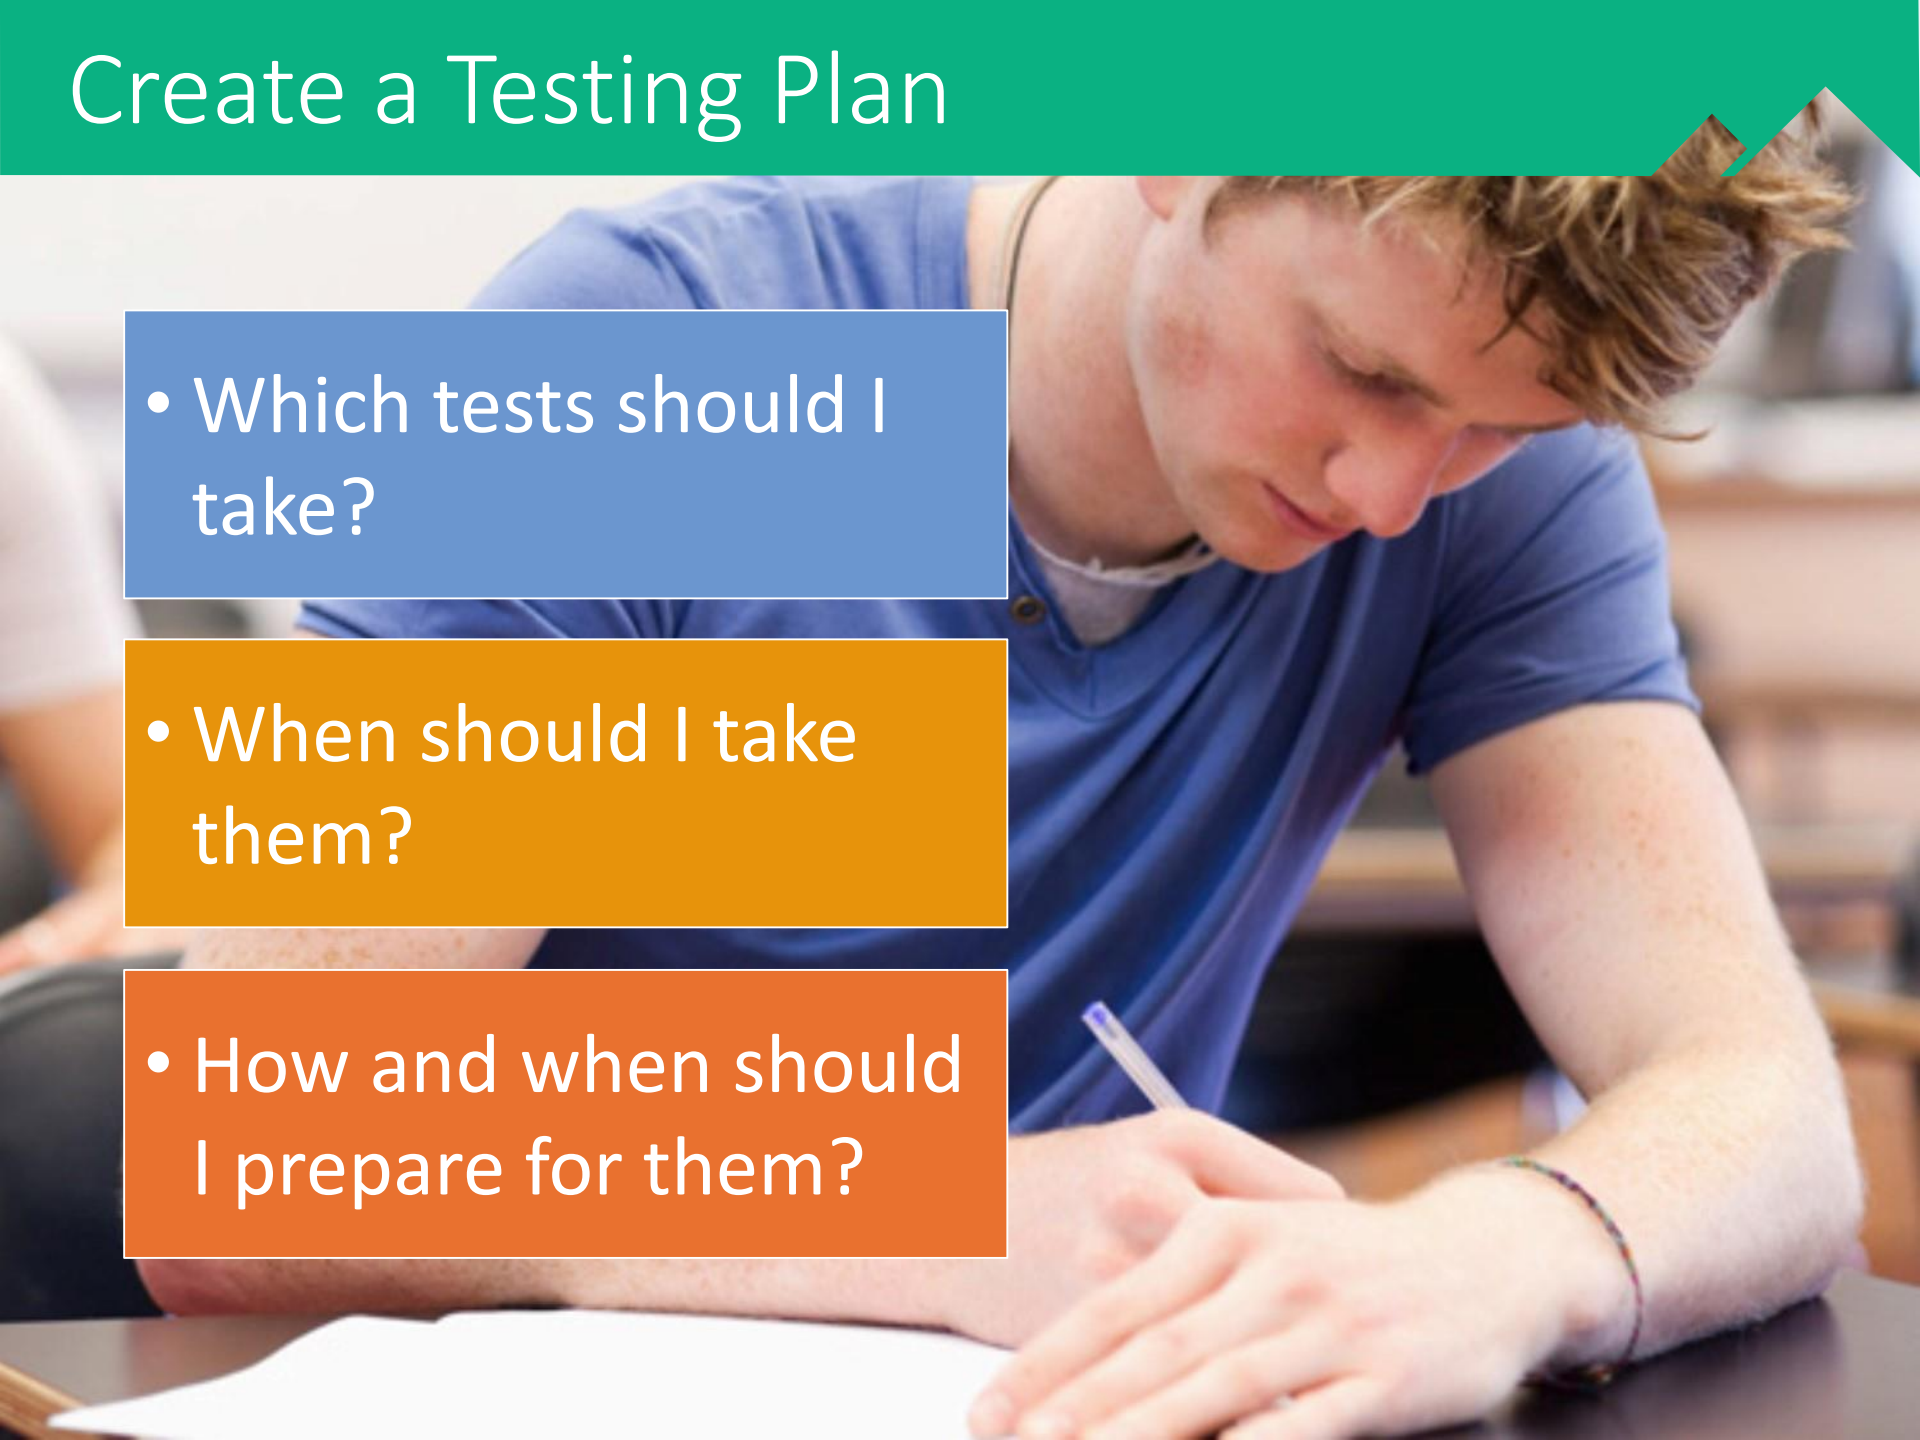 Create a Testing Plan
• Which tests should I
take?
• When should I take
them?
• How and when should
I prepare for them?